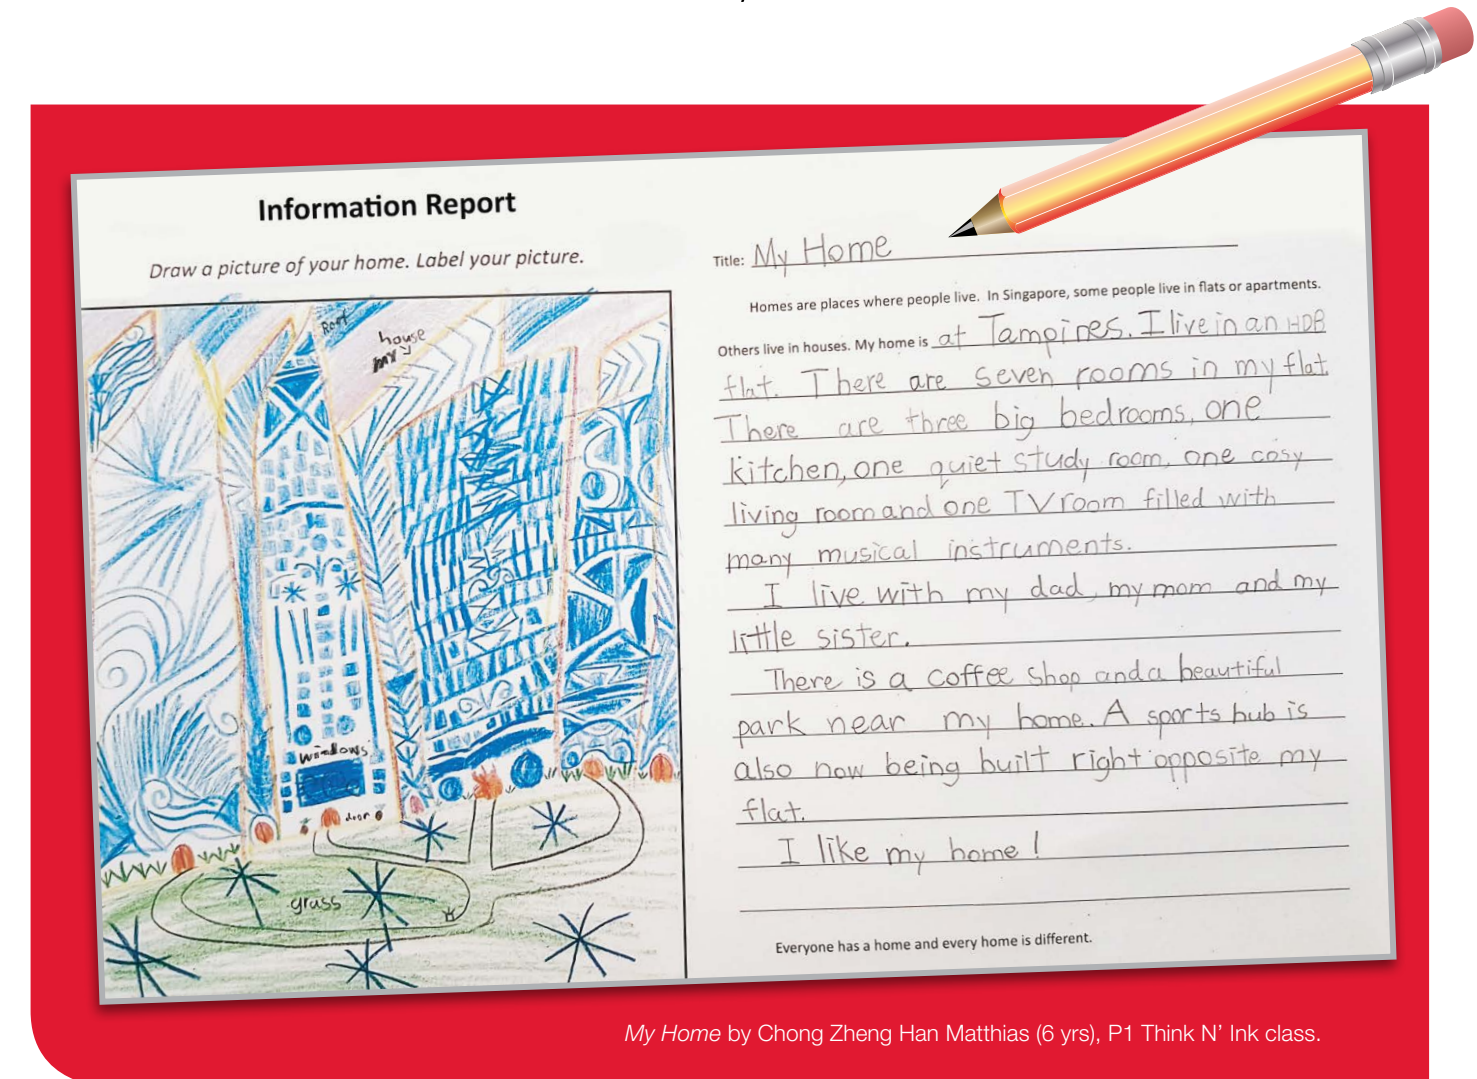 Information Report
Draw a picture of your home. Label your picture.
Roof
house
my
windows
door
grass
Title: My Home
Homes are places where people live. In Singapore, some people live in flats or apartments.
Others live in houses. My home is at Tampines. I live in an HDB
flat. There are seven rooms in my flat.
There are three big bedrooms, one
kitchen, one quiet study room, one cosy
living room and one TV room filled with
many musical instruments.
I live with my dad, my mom and my
little sister.
There is a coffee shop and a beautiful
park near my home. A sports hub is
also now being built right opposite my
flat.
I like my home!
Everyone has a home and every home is different.
My Home by Chong Zheng Han Matthias (6 yrs), P1 Think N' Ink class.